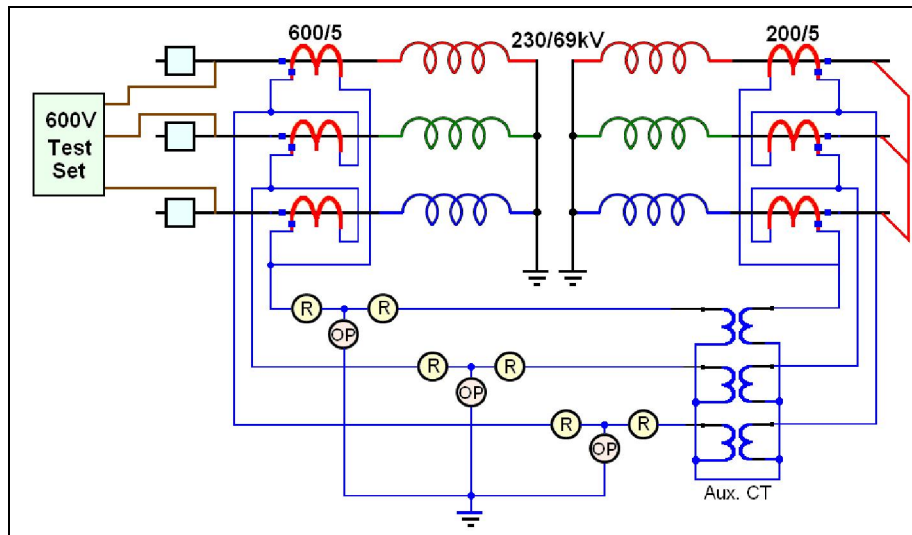 600/5
230/69kV
200/5
600V
Test
Set
R
R
OP
R
R
OP
R
R
OP
Aux. CT